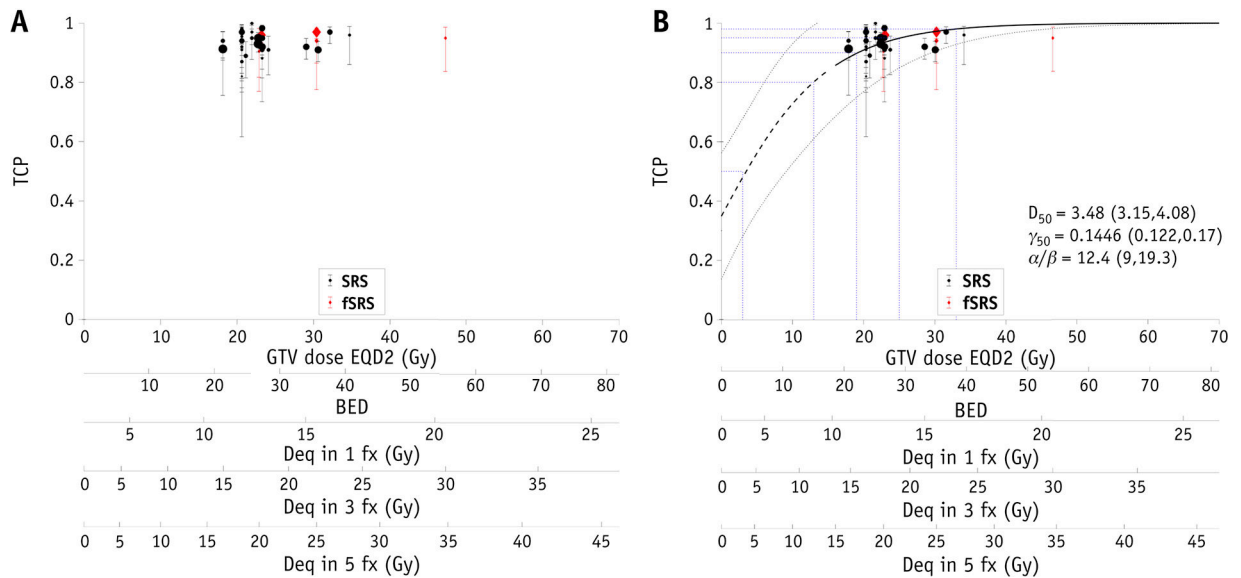 A
1
0.8
0.6
0.4
0.2
0
TCP
SRS
fSRS
0 10 20 30 40 50 60 70
GTV dose EQD2 (Gy)
10 20 30 40 50 60 70 80
BED
5 10 15 20 25
Deq in 1 fx (Gy)
0 5 10 15 20 25 30 35
Deq in 3 fx (Gy)
0 5 10 15 20 25 30 35 40 45
Deq in 5 fx (Gy)
B
1
0.8
0.6
0.4
0.2
0
TCP
D50 = 3.48 (3.15,4.08)
γ50 = 0.1446 (0.122,0.17)
α/β = 12.4 (9,19.3)
SRS
fSRS
0 10 20 30 40 50 60 70
GTV dose EQD2 (Gy)
0 10 20 30 40 50 60 70 80
BED
0 5 10 15 20 25
Deq in 1 fx (Gy)
0 5 10 15 20 25 30 35 40
Deq in 3 fx (Gy)
0 5 10 15 20 25 30 35 40 45
Deq in 5 fx (Gy)